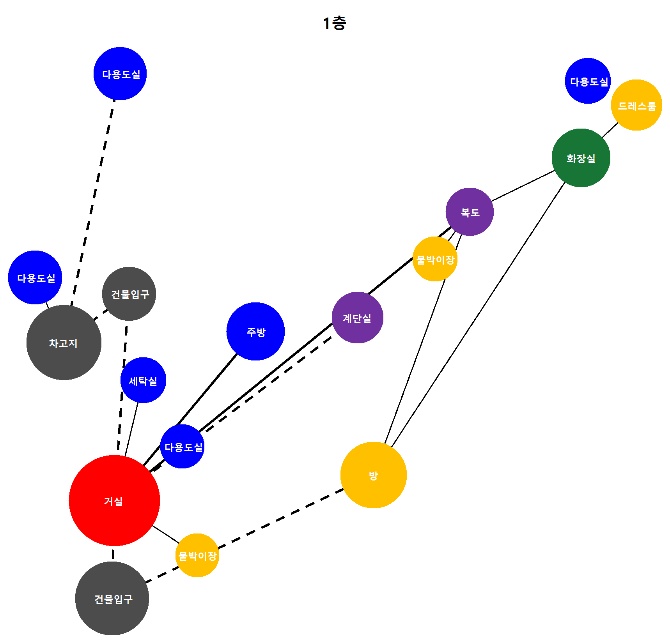 1층
다용도실
다용도실
드레스룸
화장실
복도
붙박이장
다용도실
건물입구
계단실
주방
차고지
세탁실
다용도실
방
거실
붙박이장
건물입구